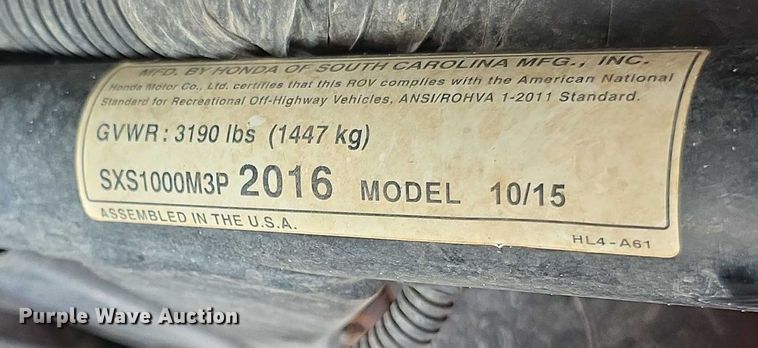 MFD. BY HONDA OF SOUTH CAROLINA MFG., INC.
Honda Motor Co., Ltd. certifies that this ROV complies with the American National
Standard for Recreational Off-Highway Vehicles, ANSI/ROHVA 1-2011 Standard.
GVWR: 3190 lbs (1447 kg)
SXS1000M3P 2016 MODEL 10/15
ASSEMBLED IN THE U.S.A.
HL4-A61
Purple Wave Auction